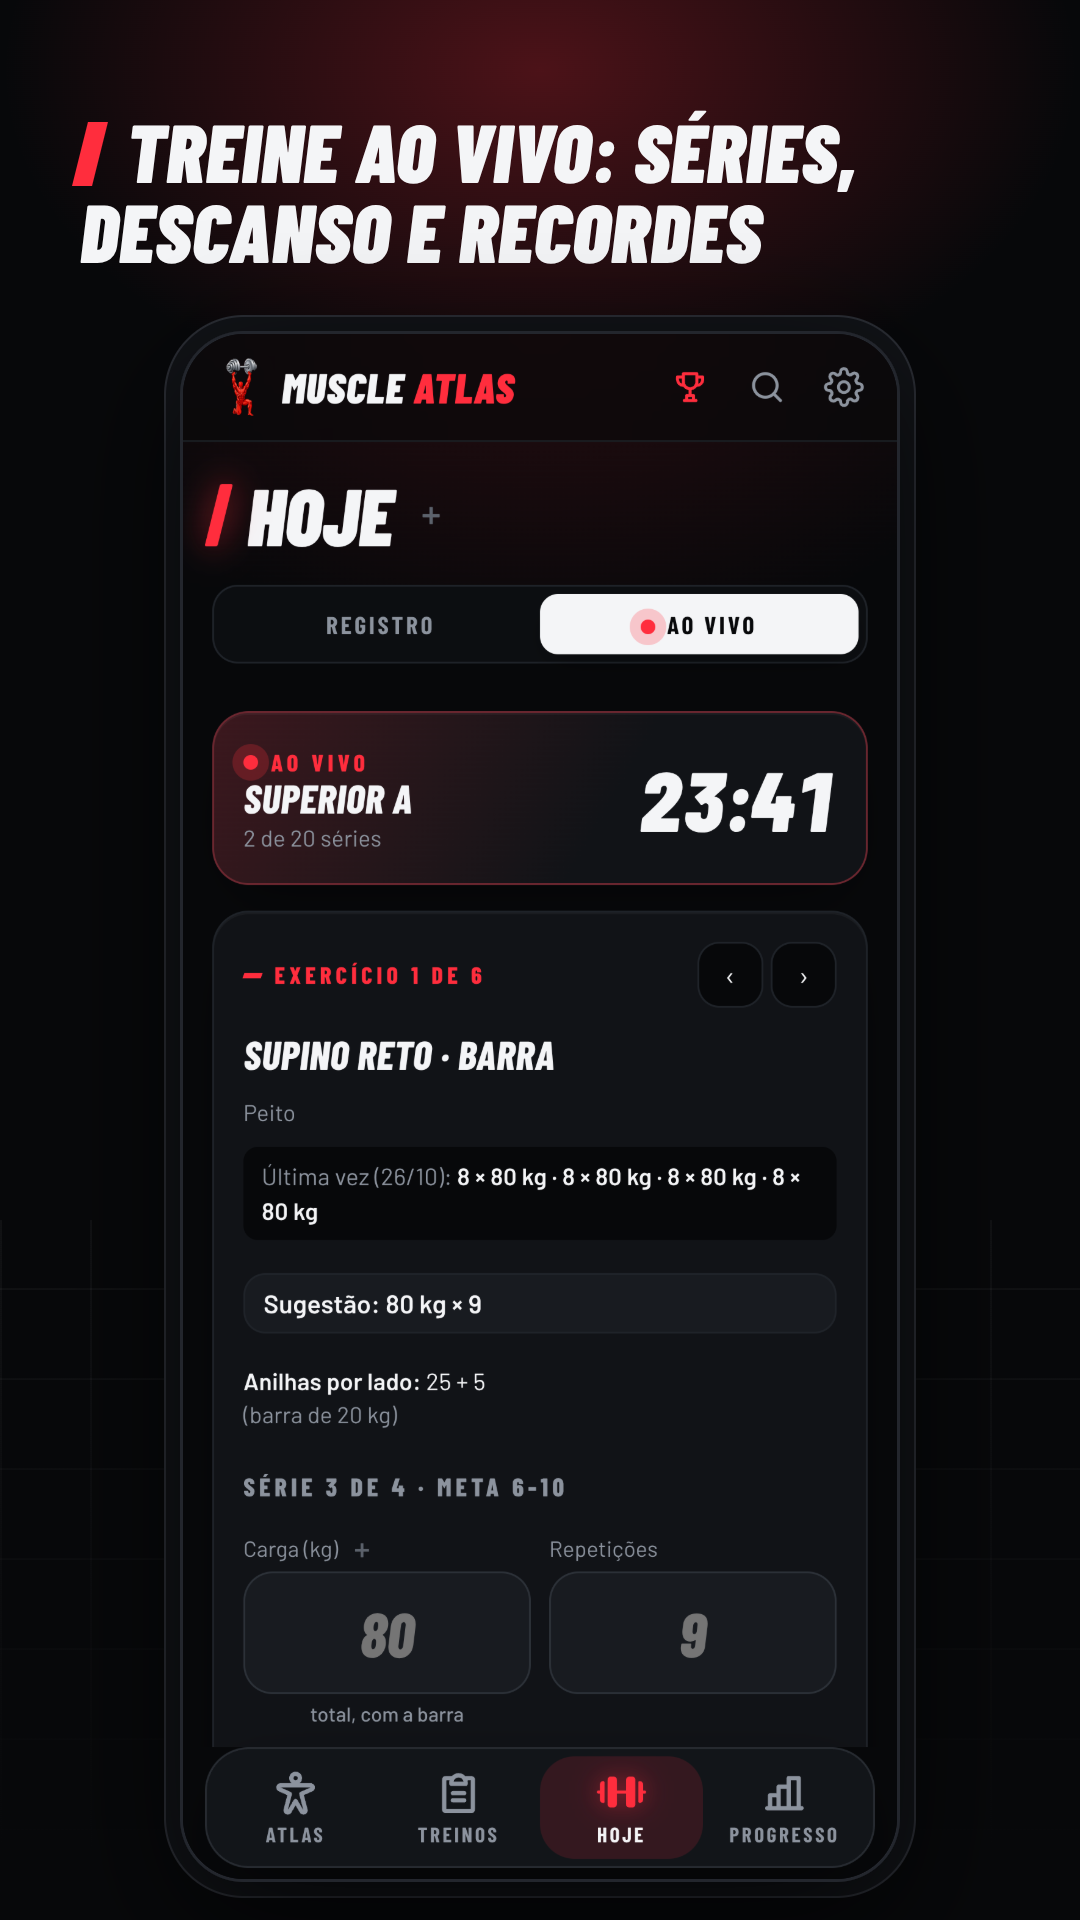 TREINE AO VIVO: SÉRIES,
DESCANSO E RECORDES
MUSCLE ATLAS
HOJE +
REGISTRO
AO VIVO
AO VIVO
SUPERIOR A
2 de 20 séries
23:41
EXERCÍCIO 1 DE 6
‹ ›
SUPINO RETO · BARRA
Peito
Última vez (26/10): 8 × 80 kg · 8 × 80 kg · 8 × 80 kg · 8 ×
80 kg
Sugestão: 80 kg × 9
Anilhas por lado: 25 + 5
(barra de 20 kg)
SÉRIE 3 DE 4 · META 6-10
Carga (kg) +
Repetições
80
9
total, com a barra
ATLAS
TREINOS
HOJE
PROGRESSO